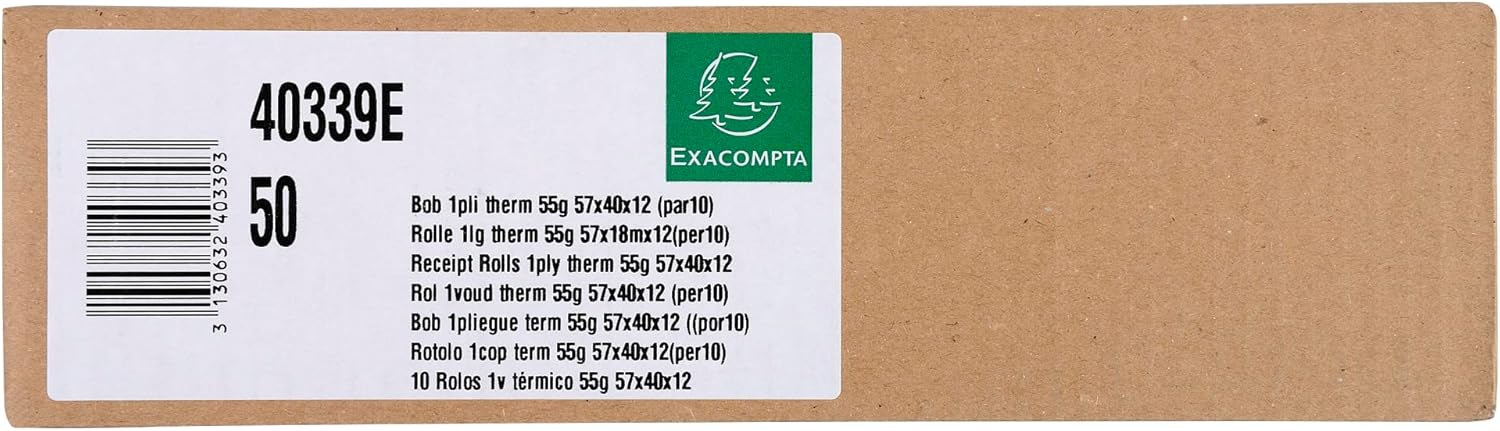 40339E
50
3 130632 403393
EXACOMPTA
Bob 1pli therm 55g 57x40x12 (par10)
Rolle 1lg therm 55g 57x18mx12(per10)
Receipt Rolls 1ply therm 55g 57x40x12
Rol 1voud therm 55g 57x40x12 (per10)
Bob 1pliegue term 55g 57x40x12 ((por10)
Rotolo 1cop term 55g 57x40x12(per10)
10 Rolos 1v térmico 55g 57x40x12